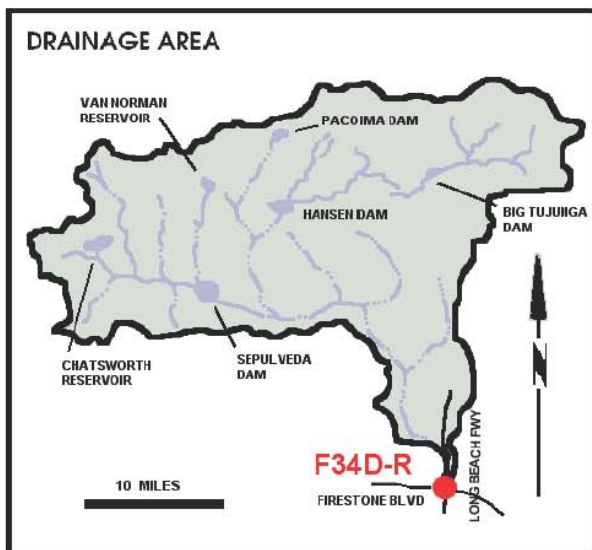 DRAINAGE AREA
VAN NORMAN
RESERVOIR
PACOIMA DAM
HANSEN DAM
BIG TUJUIIGA
DAM
CHATSWORTH
RESERVOIR
SEPULVEDA
DAM
N
F34D-R
10 MILES
FIRESTONE BLVD
LONG BEACH FWY